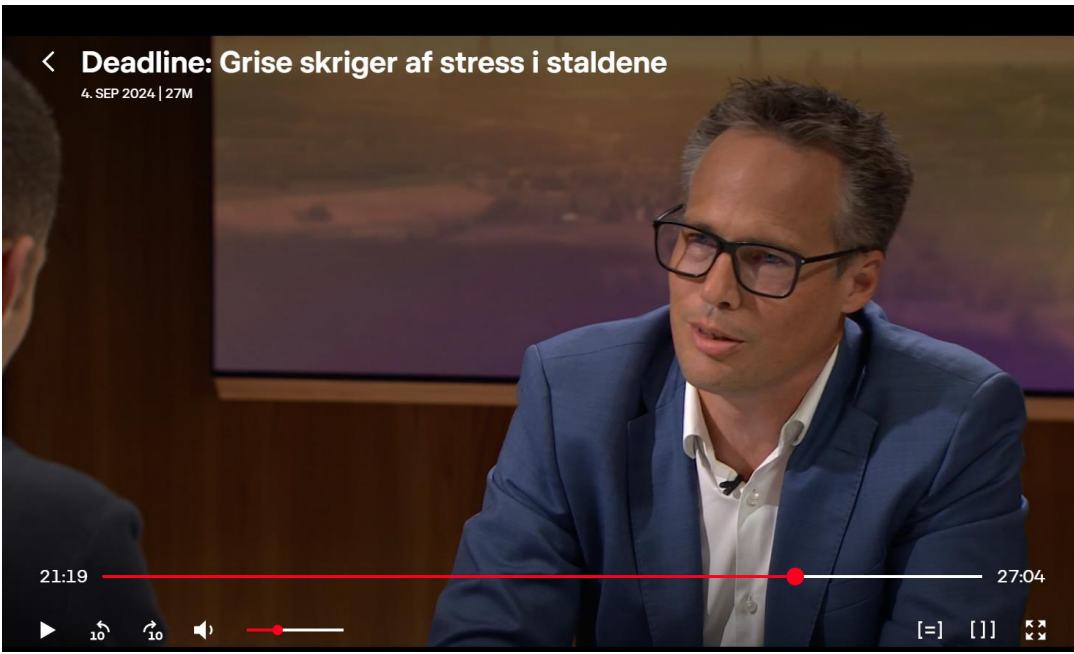 Deadline: Grise skriger af stress i staldene
4. SEP 2024 | 27M
21:19
27:04
10
10
[=]
[ ] ]